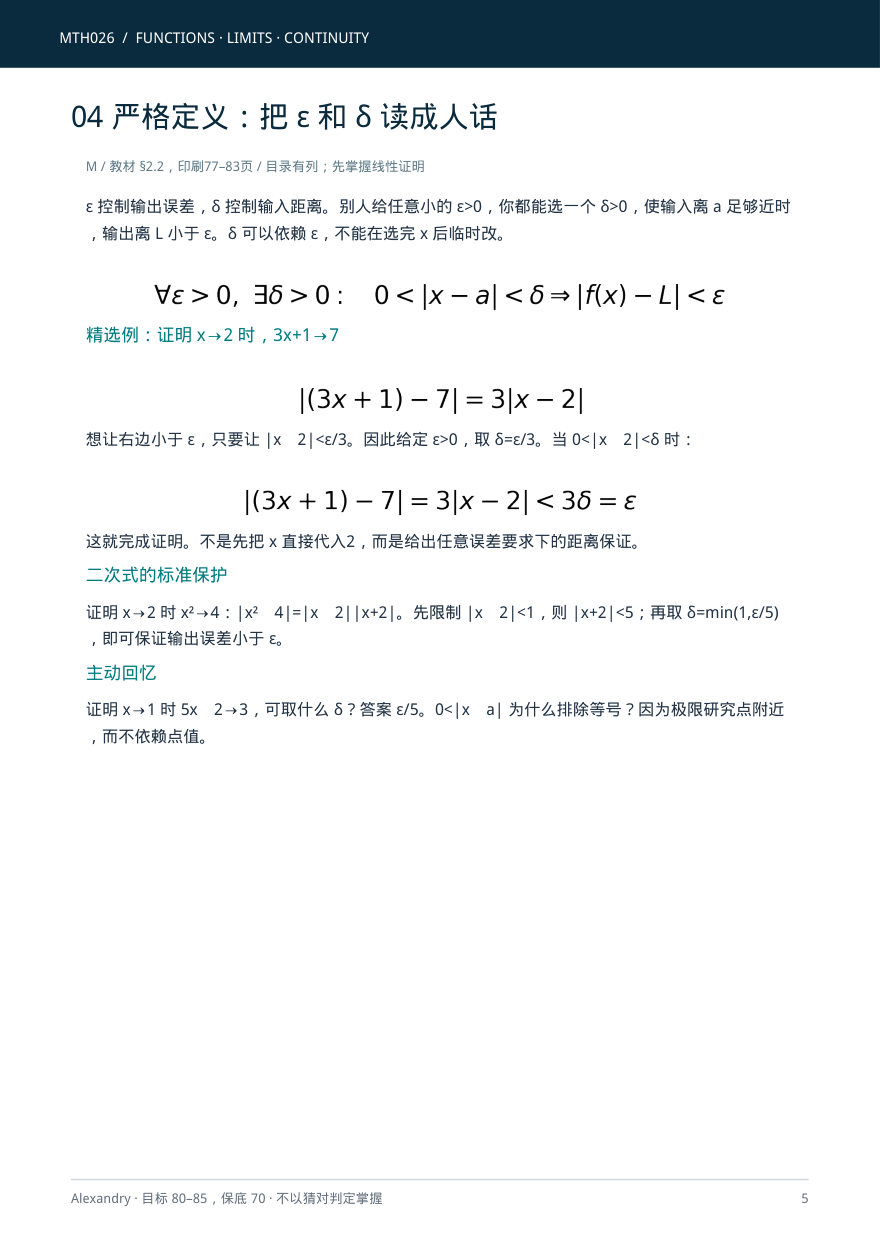 MTH026 / FUNCTIONS · LIMITS · CONTINUITY
04 严格定义：把 ε 和 δ 读成人话
M / 教材 §2.2，印刷77–83页 / 目录有列；先掌握线性证明
ε 控制输出误差，δ 控制输入距离。别人给任意小的 ε>0，你都能选一个 δ>0，使输入离 a 足够近时
，输出离 L 小于 ε。δ 可以依赖 ε，不能在选完 x 后临时改。
∀ε > 0, ∃δ > 0 : 0 < |x − a| < δ ⇒ |f(x) − L| < ε
精选例：证明 x→2 时，3x+1→7
|(3x + 1) − 7| = 3|x − 2|
想让右边小于 ε，只要让 |x 2|<ε/3。因此给定 ε>0，取 δ=ε/3。当 0<|x 2|<δ 时：
|(3x + 1) − 7| = 3|x − 2| < 3δ = ε
这就完成证明。不是先把 x 直接代入2，而是给出任意误差要求下的距离保证。
二次式的标准保护
证明 x→2 时 x²→4：|x² 4|=|x 2||x+2|。先限制 |x 2|<1，则 |x+2|<5；再取 δ=min(1,ε/5)
，即可保证输出误差小于 ε。
主动回忆
证明 x→1 时 5x 2→3，可取什么 δ？答案 ε/5。0<|x a| 为什么排除等号？因为极限研究点附近
，而不依赖点值。
Alexandry · 目标 80–85，保底 70 · 不以猜对判定掌握
5